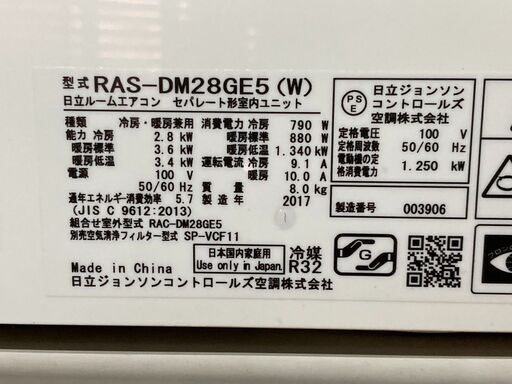 型式 RAS-DM28GE5 (W)
日立ルームエアコン セパレート形室内ユニット
種類 冷房・暖房兼用
能力 冷房 2.8 kW
暖房標準 3.6 kW
暖房低温 3.4 kW
電源 100 V
50/60 Hz
消費電力 冷房 790 W
暖房標準 880 W
暖房低温 1.340 kW
運転電流 冷房 9.1 A
暖房 10.0 A
質量 8.0 kg
通年エネルギー消費効率 5.7
製造年 2017
(JIS C 9612:2013)
組合せ室外型式 RAC-DM28GE5
別売空気清浄フィルター型式 SP-VCF11
日本国内家庭用
Use only in Japan.
冷媒
R32
Made in China
日立ジョンソンコントロールズ空調株式会社
PS
E
日立ジョンソン
コントロールズ
空調株式会社
定格電圧 100 V
定格周波数 50/60 Hz
電動機の定格消費電力 1.250 kW
製造番号 003906